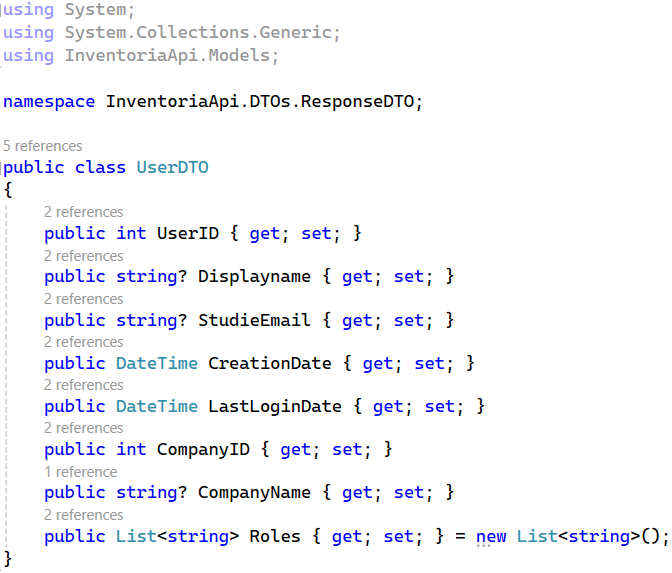 using System;
using System.Collections.Generic;
using InventoriaApi.Models;
namespace InventoriaApi.DTOs.ResponseDTO;
5 references
public class UserDTO
{
2 references
public int UserID { get; set; }
2 references
public string? Displayname { get; set; }
2 references
public string? StudieEmail { get; set; }
2 references
public DateTime CreationDate { get; set; }
2 references
public DateTime LastLoginDate { get; set; }
2 references
public int CompanyID { get; set; }
1 reference
public string? CompanyName { get; set; }
2 references
public List<string> Roles { get; set; } = new List<string>();
}